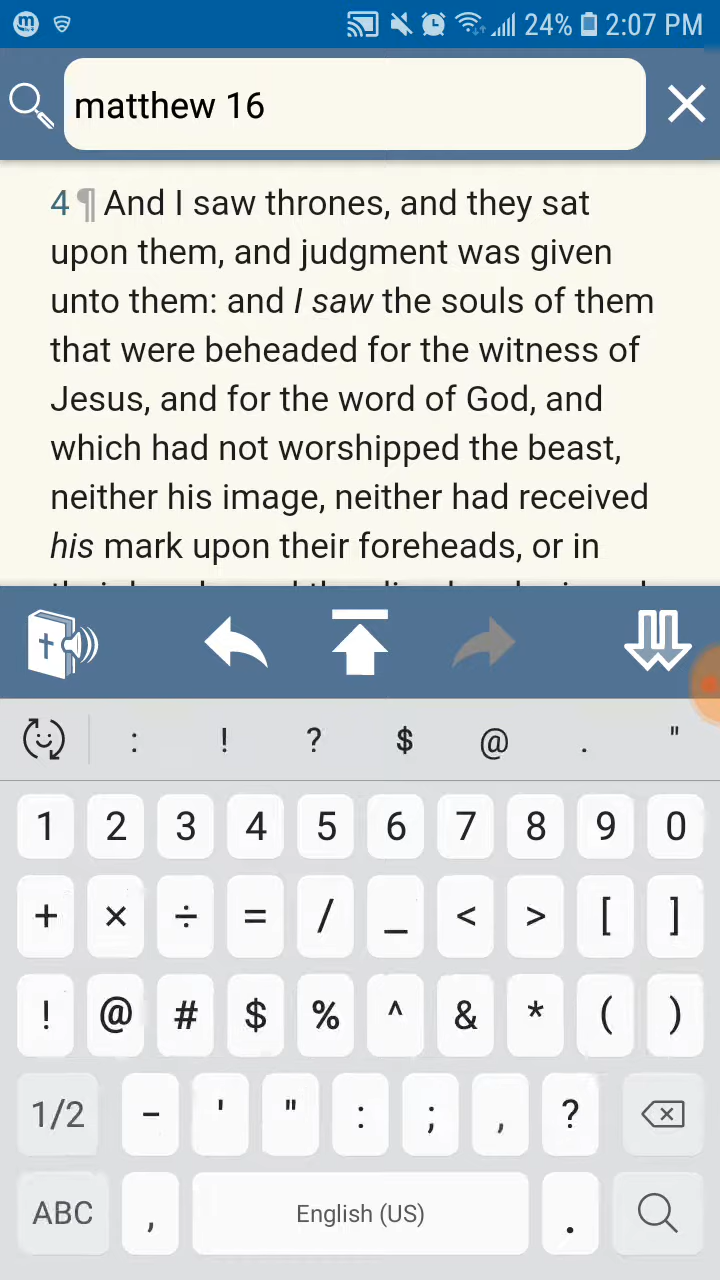 24% 2:07 PM
matthew 16
4 ¶ And I saw thrones, and they sat
upon them, and judgment was given
unto them: and I saw the souls of them
that were beheaded for the witness of
Jesus, and for the word of God, and
which had not worshipped the beast,
neither his image, neither had received
his mark upon their foreheads, or in
: ! ? $ @ . "
1 2 3 4 5 6 7 8 9 0
+ × ÷ = / _ < > [ ]
! @ # $ % ^ & * ( )
1/2 - ' " : ; , ?
ABC , English (US) .